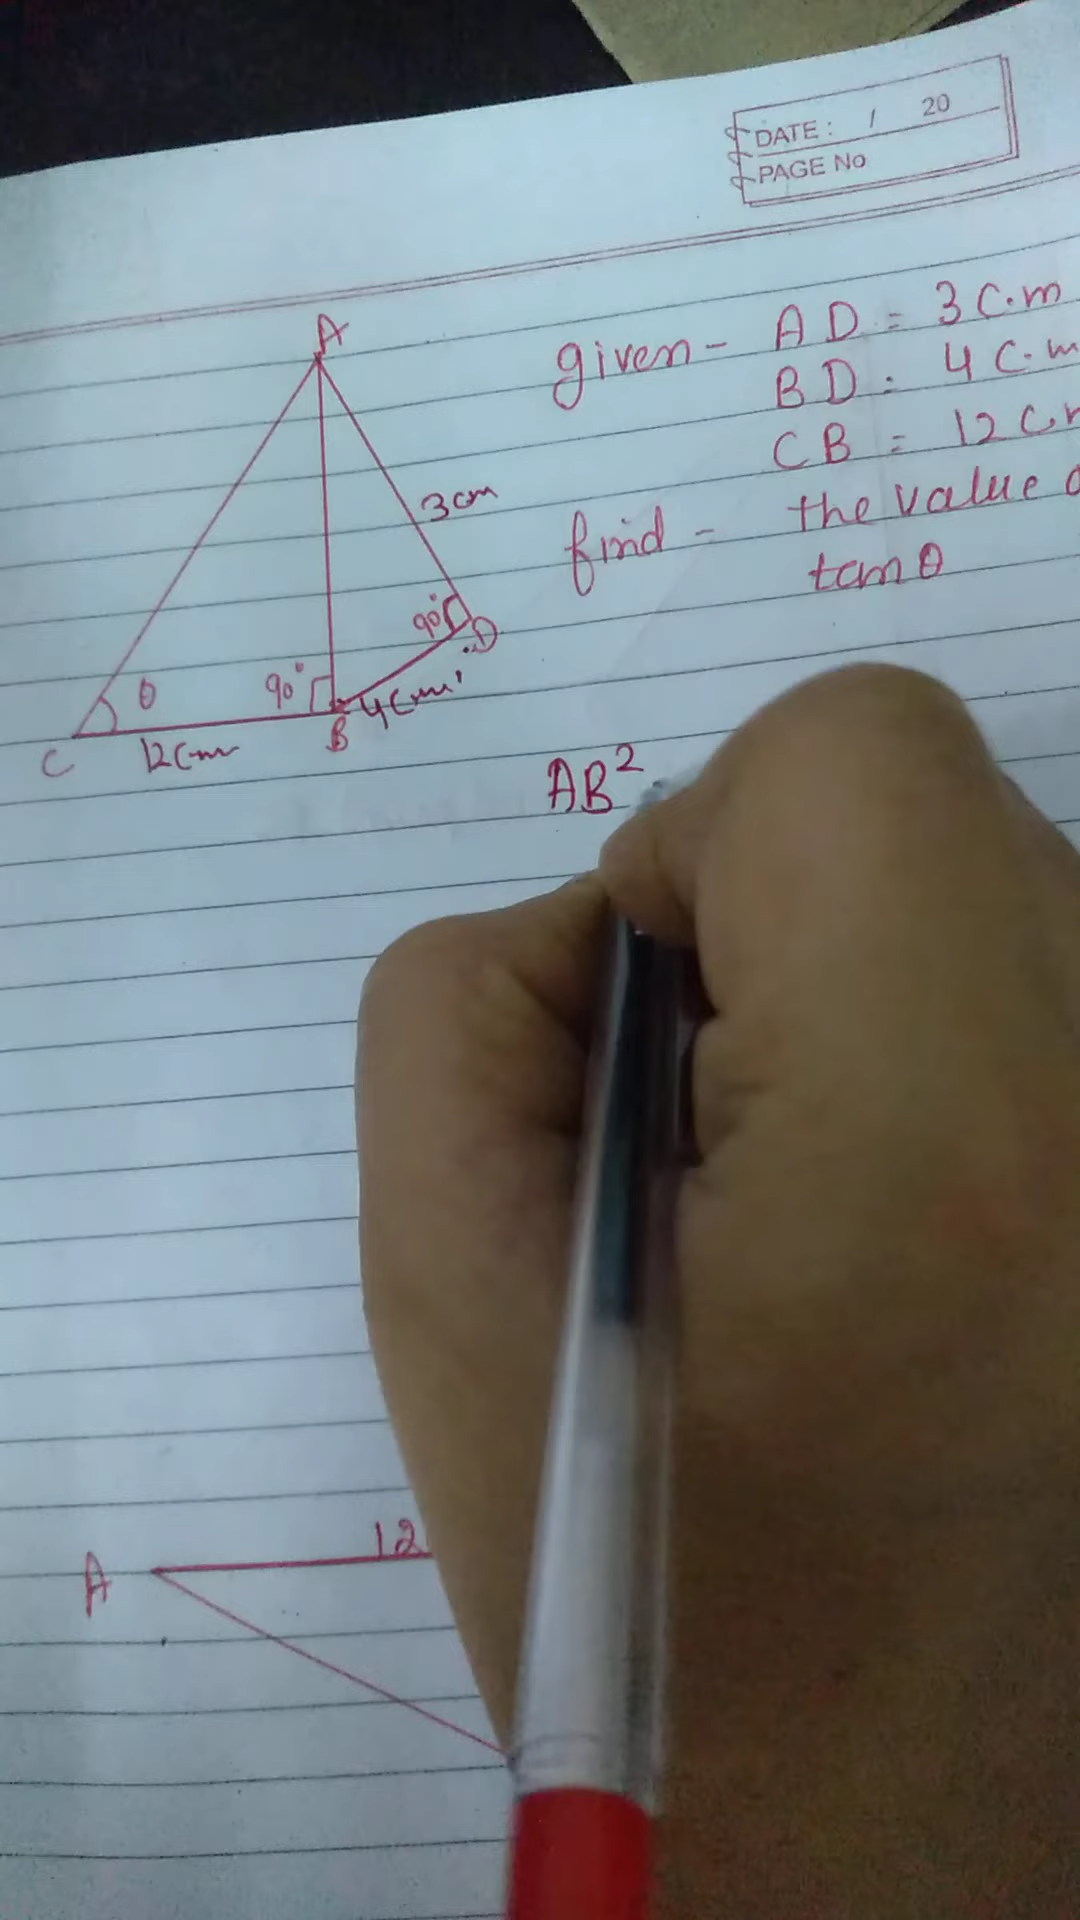 DATE : / 20
PAGE No
given - AD = 3 C.m
BD = 4 C.m
CB = 12 C.
find - the value
tanθ
A
3cm
90° D
θ
90°
4cm
C 12Cm B
AB²
12
A